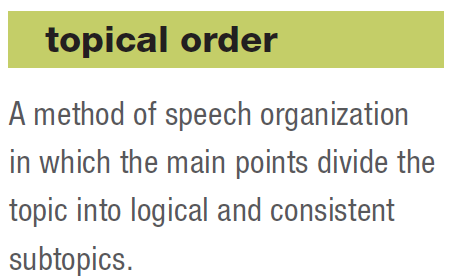 topical order
A method of speech organization
in which the main points divide the
topic into logical and consistent
subtopics.